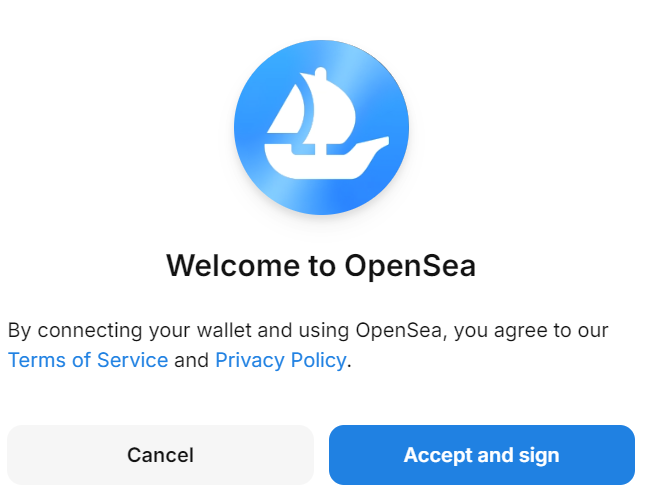 Welcome to OpenSea
By connecting your wallet and using OpenSea, you agree to our
Terms of Service and Privacy Policy.
Cancel
Accept and sign